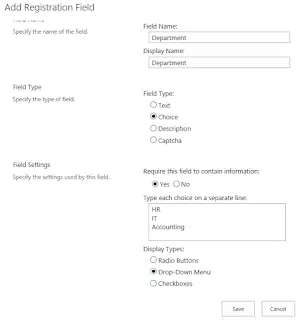 Add Registration Field
Field Name
Specify the name of the field.
Field Name:
Department
Display Name:
Department
Field Type
Specify the type of field.
Field Type:
Text
Choice
Description
Captcha
Field Settings
Specify the settings used by this field.
Require this field to contain information:
Yes No
Type each choice on a separate line:
HR
IT
Accounting
Display Types:
Radio Buttons
Drop-Down Menu
Checkboxes
Save Cancel